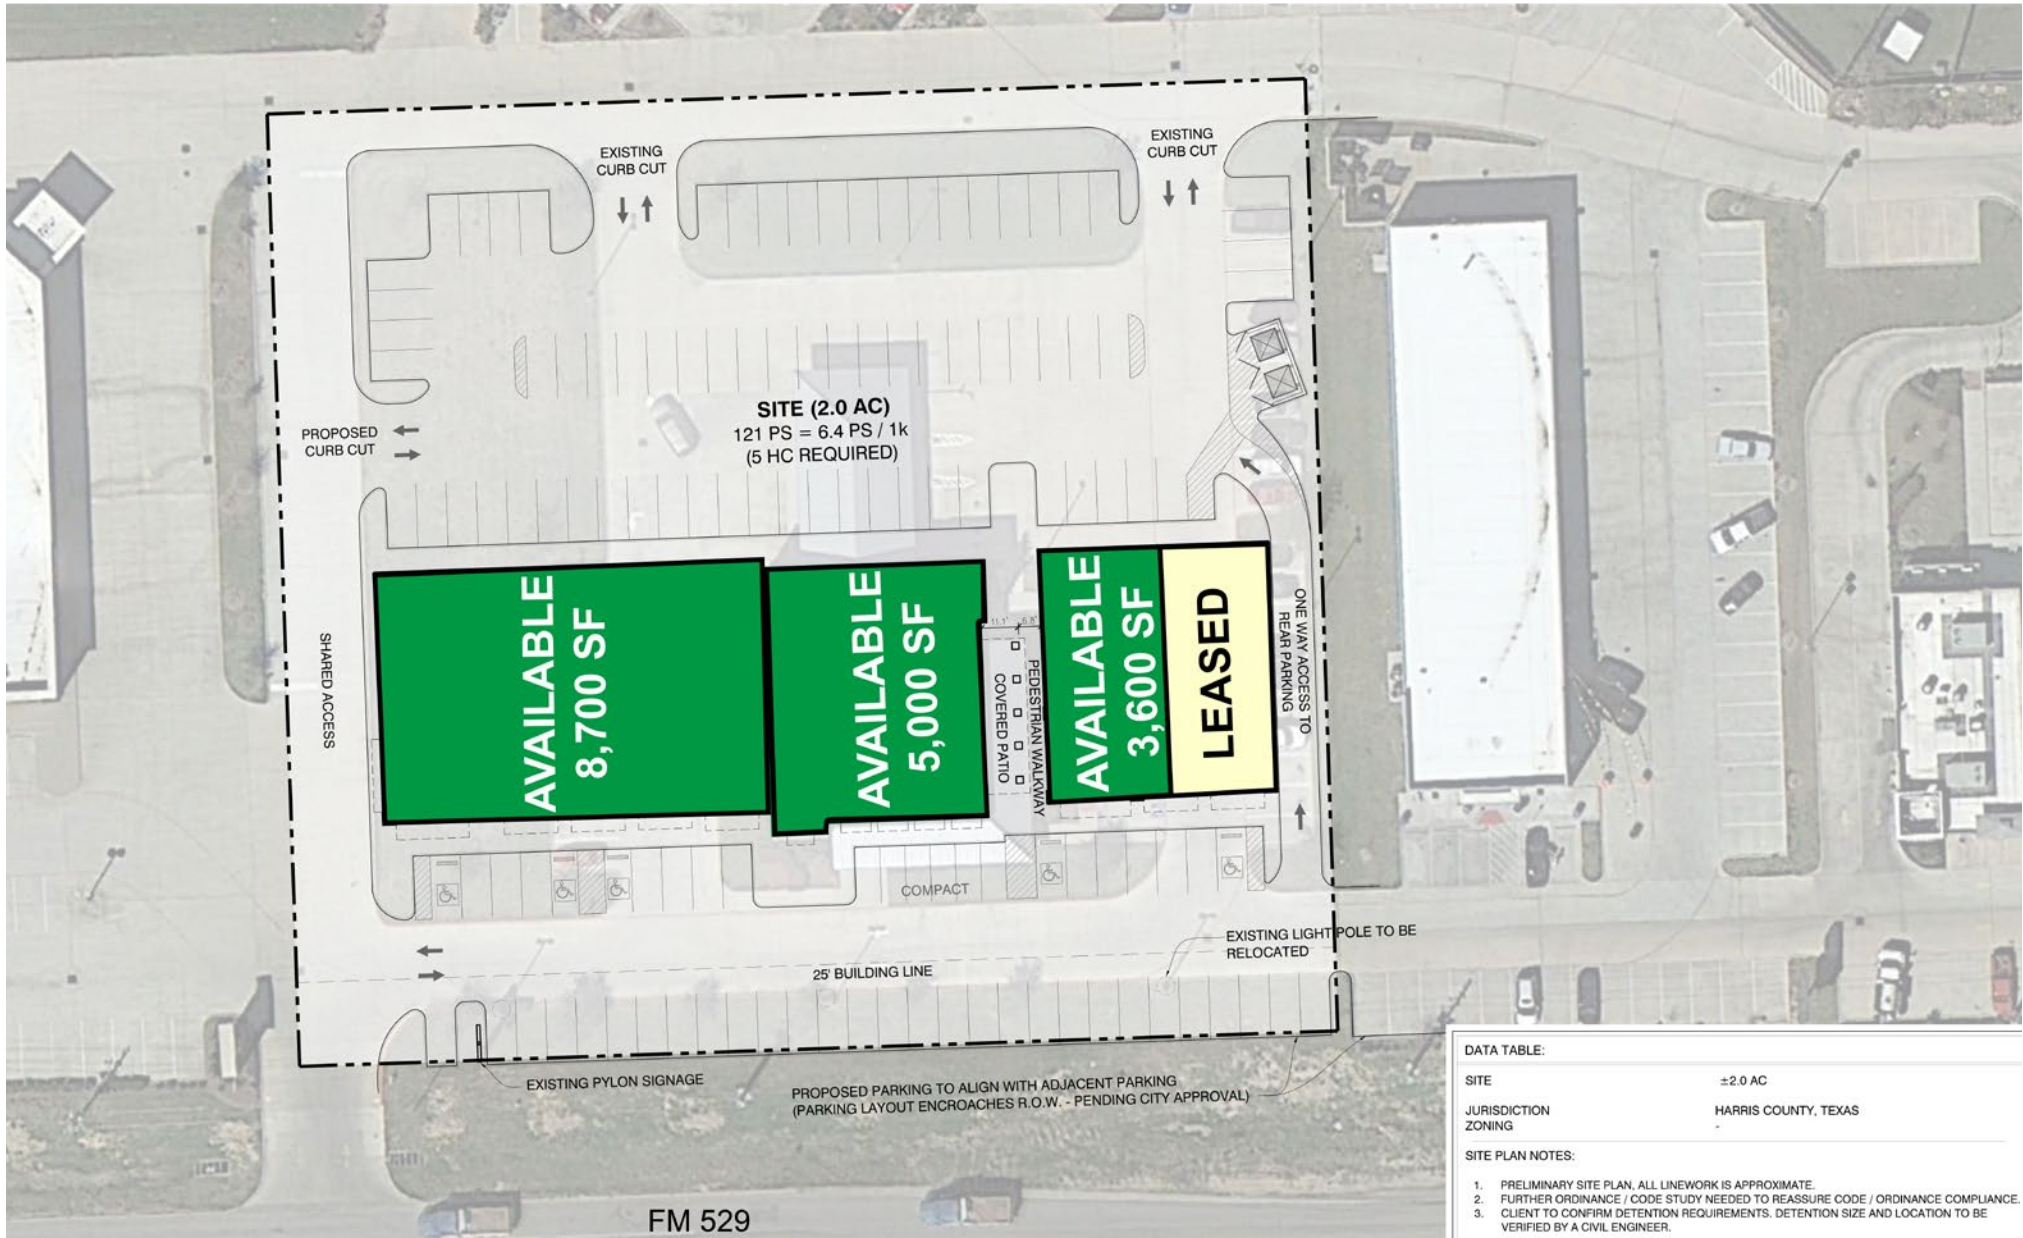 EXISTING
CURB CUT
EXISTING
CURB CUT
SITE (2.0 AC)
121 PS = 6.4 PS / 1k
(5 HC REQUIRED)
PROPOSED
CURB CUT
SHARED ACCESS
AVAILABLE
8,700 SF
AVAILABLE
5,000 SF
11.1'
COVERED PATIO
PEDESTRIAN WALKWAY
AVAILABLE
3,600 SF
LEASED
ONE WAY ACCESS TO
REAR PARKING
COMPACT
EXISTING LIGHT POLE TO BE
RELOCATED
25' BUILDING LINE
EXISTING PYLON SIGNAGE
PROPOSED PARKING TO ALIGN WITH ADJACENT PARKING
(PARKING LAYOUT ENCROACHES R.O.W. - PENDING CITY APPROVAL)
FM 529
DATA TABLE:
SITE ±2.0 AC
JURISDICTION HARRIS COUNTY, TEXAS
ZONING -
SITE PLAN NOTES:
1. PRELIMINARY SITE PLAN, ALL LINEWORK IS APPROXIMATE.
2. FURTHER ORDINANCE / CODE STUDY NEEDED TO REASSURE CODE / ORDINANCE COMPLIANCE.
3. CLIENT TO CONFIRM DETENTION REQUIREMENTS. DETENTION SIZE AND LOCATION TO BE
VERIFIED BY A CIVIL ENGINEER.